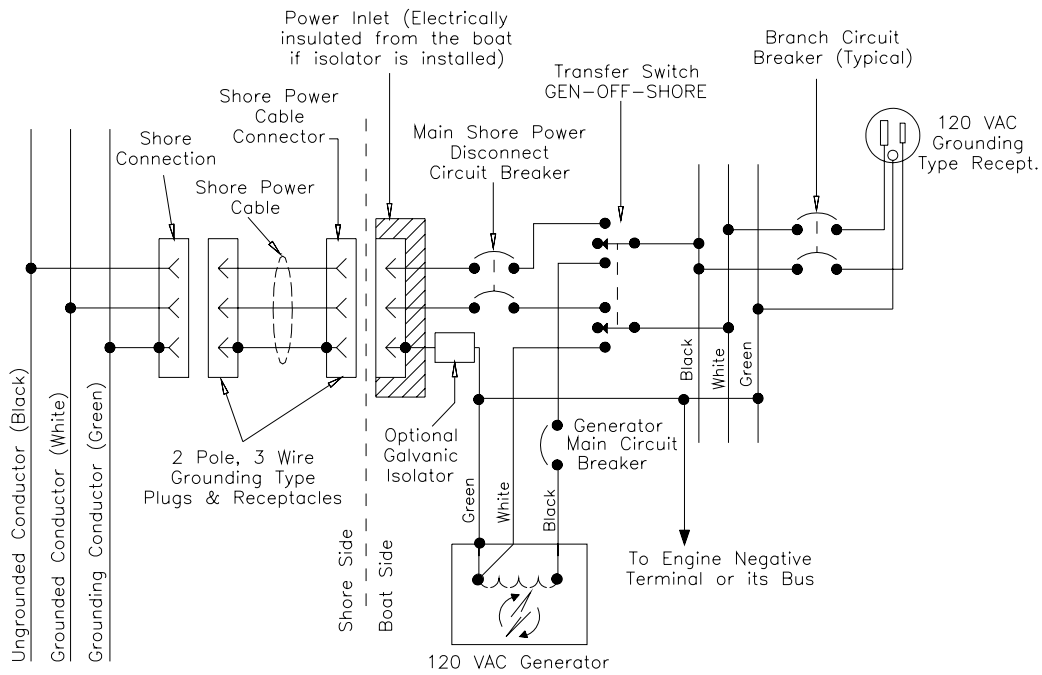 Power Inlet (Electrically
insulated from the boat
if isolator is installed)
Branch Circuit
Breaker (Typical)
Transfer Switch
GEN-OFF-SHORE
Shore Power
Cable
Connector
120 VAC
Grounding
Type Recept.
Shore
Connection
Main Shore Power
Disconnect
Circuit Breaker
Shore Power
Cable
Black
White
Green
Ungrounded Conductor (Black)
Grounded Conductor (White)
Grounding Conductor (Green)
2 Pole, 3 Wire
Grounding Type
Plugs & Receptacles
Optional
Galvanic
Isolator
Generator
Main Circuit
Breaker
Green
White
Black
Shore Side
Boat Side
To Engine Negative
Terminal or its Bus
120 VAC Generator